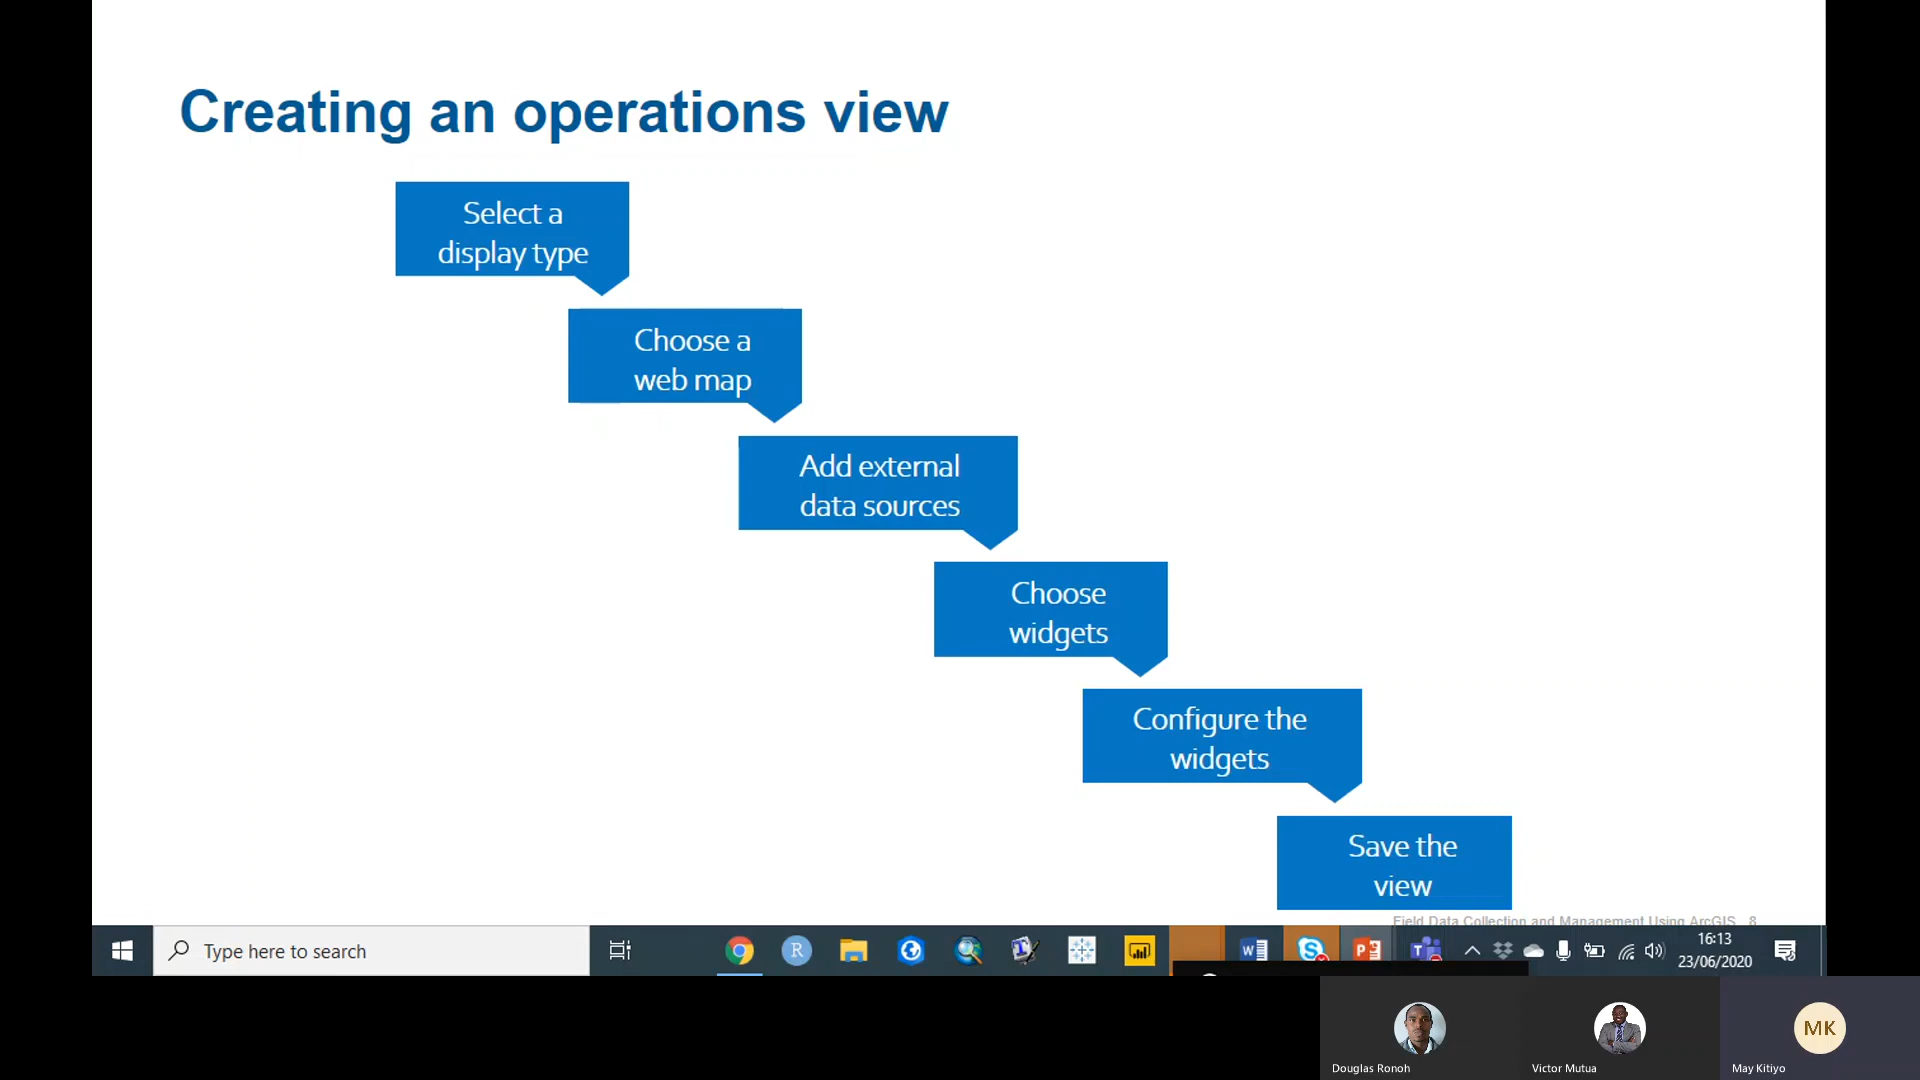 Creating an operations view
Select a
display type
Choose a
web map
Add external
data sources
Choose
widgets
Configure the
widgets
Save the
view
Field Data Collection and Management Using ArcGIS 8
Type here to search
16:13
23/06/2020
MK
Douglas Ronoh
Victor Mutua
May Kitiyo